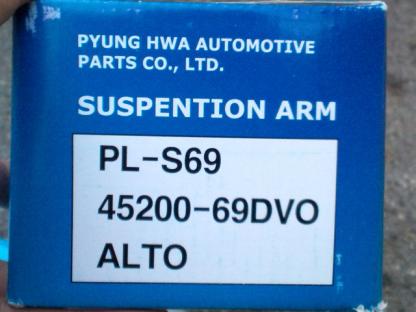 PYUNG HWA AUTOMOTIVE
PARTS CO., LTD.
SUSPENTION ARM
PL-S69
45200-69DVO
ALTO